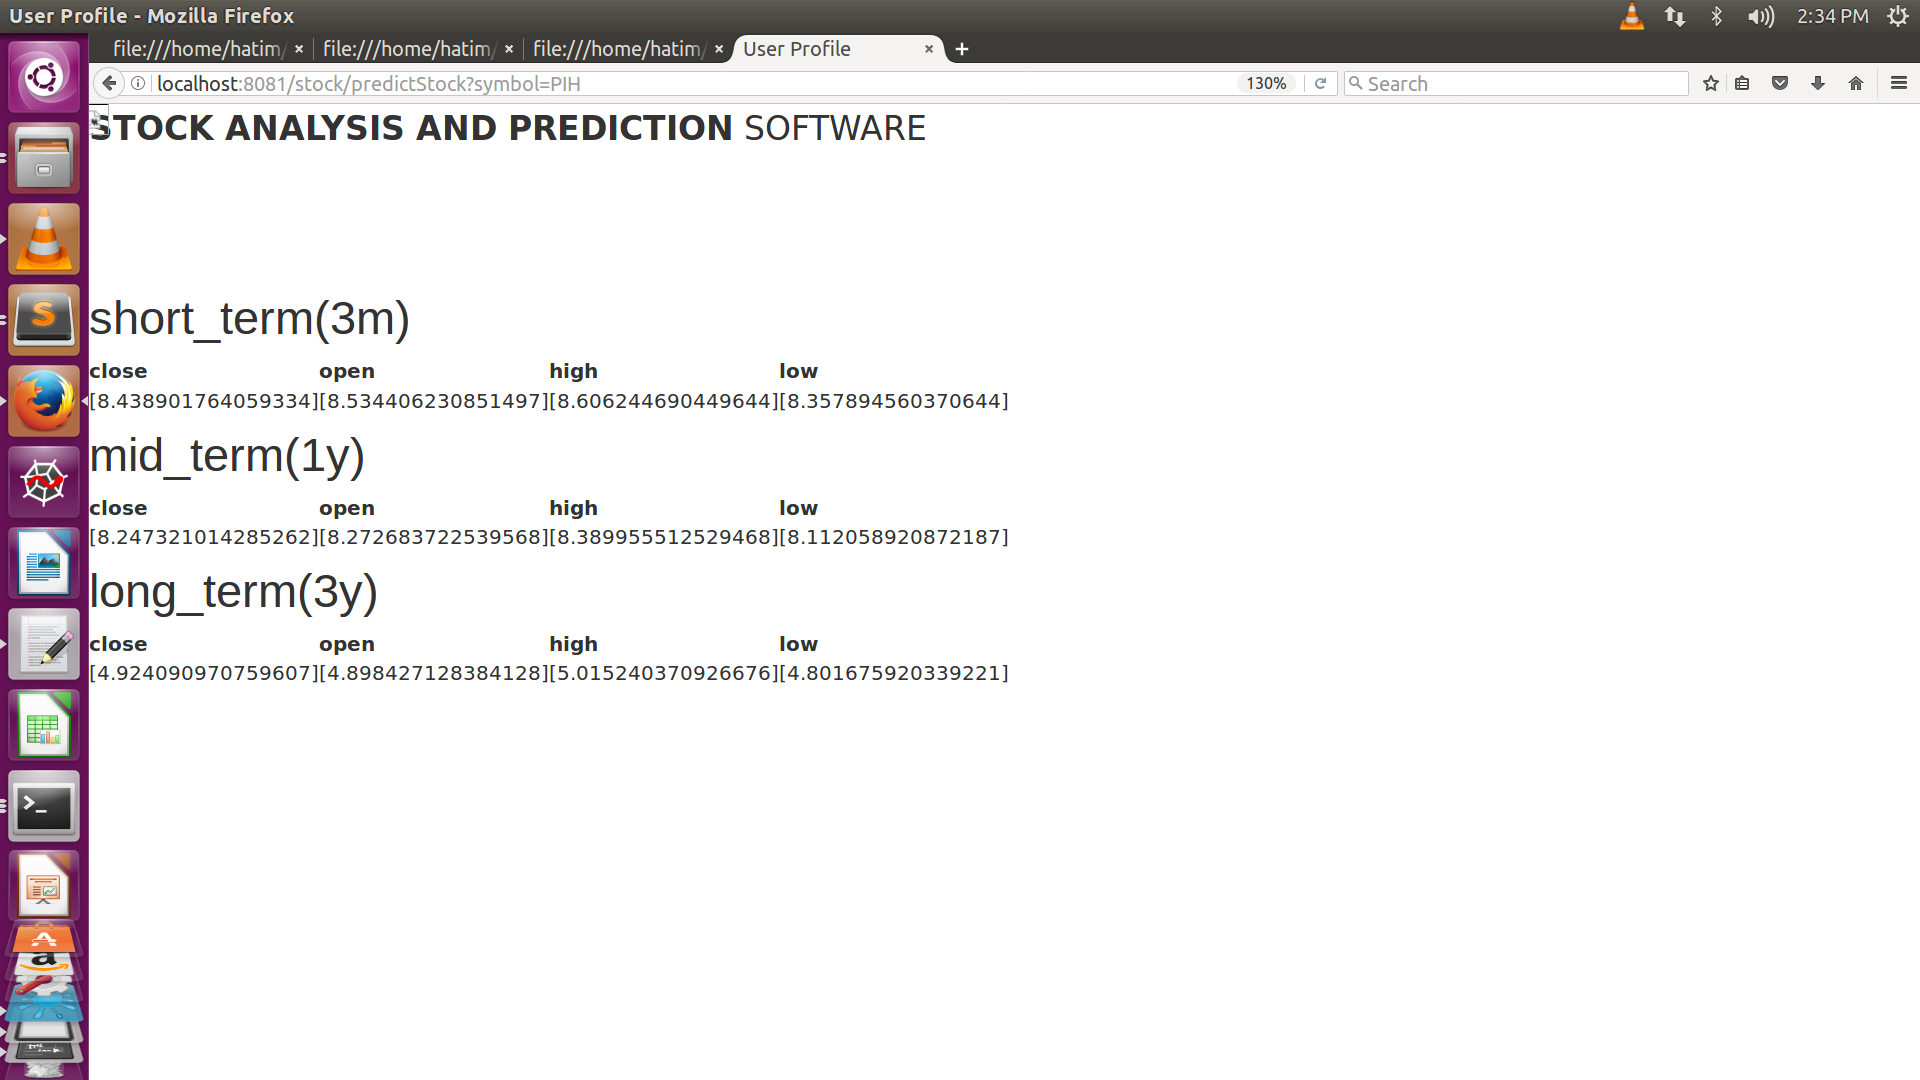 User Profile - Mozilla Firefox
2:34 PM
file:///home/hatim/ × file:///home/hatim/ × file:///home/hatim/ × User Profile × +
localhost:8081/stock/predictStock?symbol=PIH 130% Search
STOCK ANALYSIS AND PREDICTION SOFTWARE
short_term(3m)
close open high low
[8.438901764059334][8.534406230851497][8.606244690449644][8.357894560370644]
mid_term(1y)
close open high low
[8.247321014285262][8.272683722539568][8.389955512529468][8.112058920872187]
long_term(3y)
close open high low
[4.924090970759607][4.898427128384128][5.015240370926676][4.801675920339221]